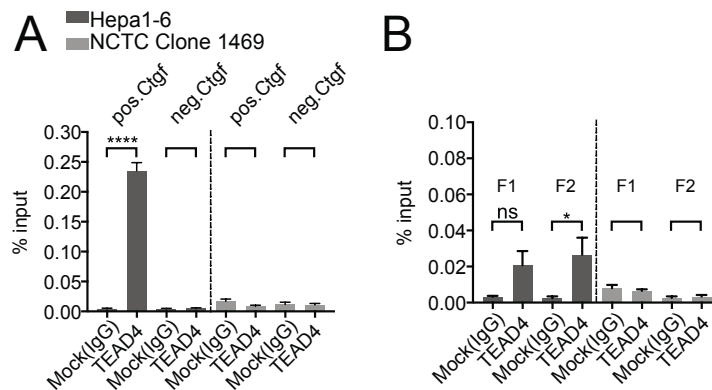 A
Hepa1-6
NCTC Clone 1469
pos.Ctgf
neg.Ctgf
pos.Ctgf
neg.Ctgf
****
% input
0.30
0.25
0.20
0.15
0.10
0.05
0.00
Mock(IgG)
TEAD4
Mock(IgG)
TEAD4
Mock(IgG)
TEAD4
Mock(IgG)
TEAD4
B
% input
0.10
0.08
0.06
0.04
0.02
0.00
F1
F2
F1
F2
ns
*
Mock(IgG)
TEAD4
Mock(IgG)
TEAD4
Mock(IgG)
TEAD4
Mock(IgG)
TEAD4